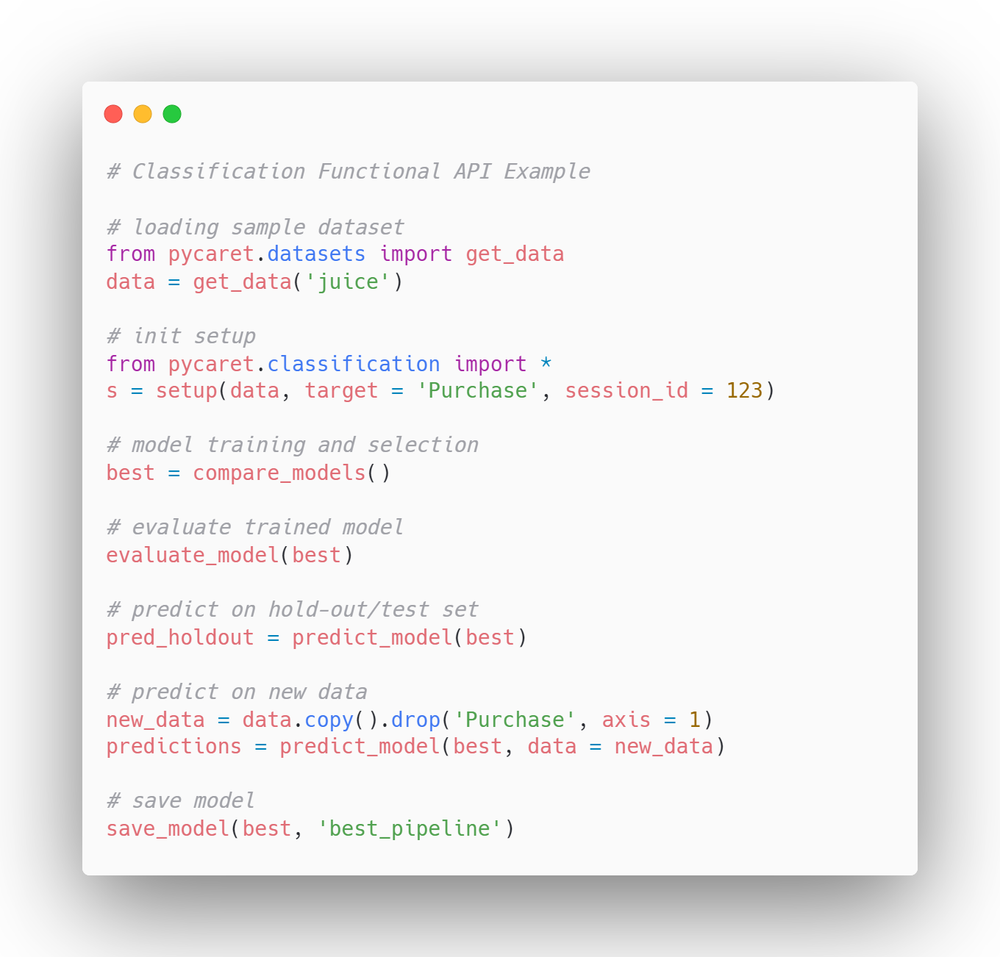 # Classification Functional API Example
# loading sample dataset
from pycaret.datasets import get_data
data = get_data('juice')
# init setup
from pycaret.classification import *
s = setup(data, target = 'Purchase', session_id = 123)
# model training and selection
best = compare_models()
# evaluate trained model
evaluate_model(best)
# predict on hold-out/test set
pred_holdout = predict_model(best)
# predict on new data
new_data = data.copy().drop('Purchase', axis = 1)
predictions = predict_model(best, data = new_data)
# save model
save_model(best, 'best_pipeline')